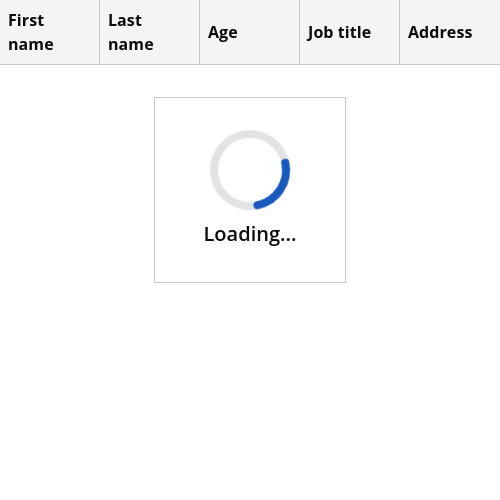 First
name
Last
name
Age
Job title
Address
Loading...